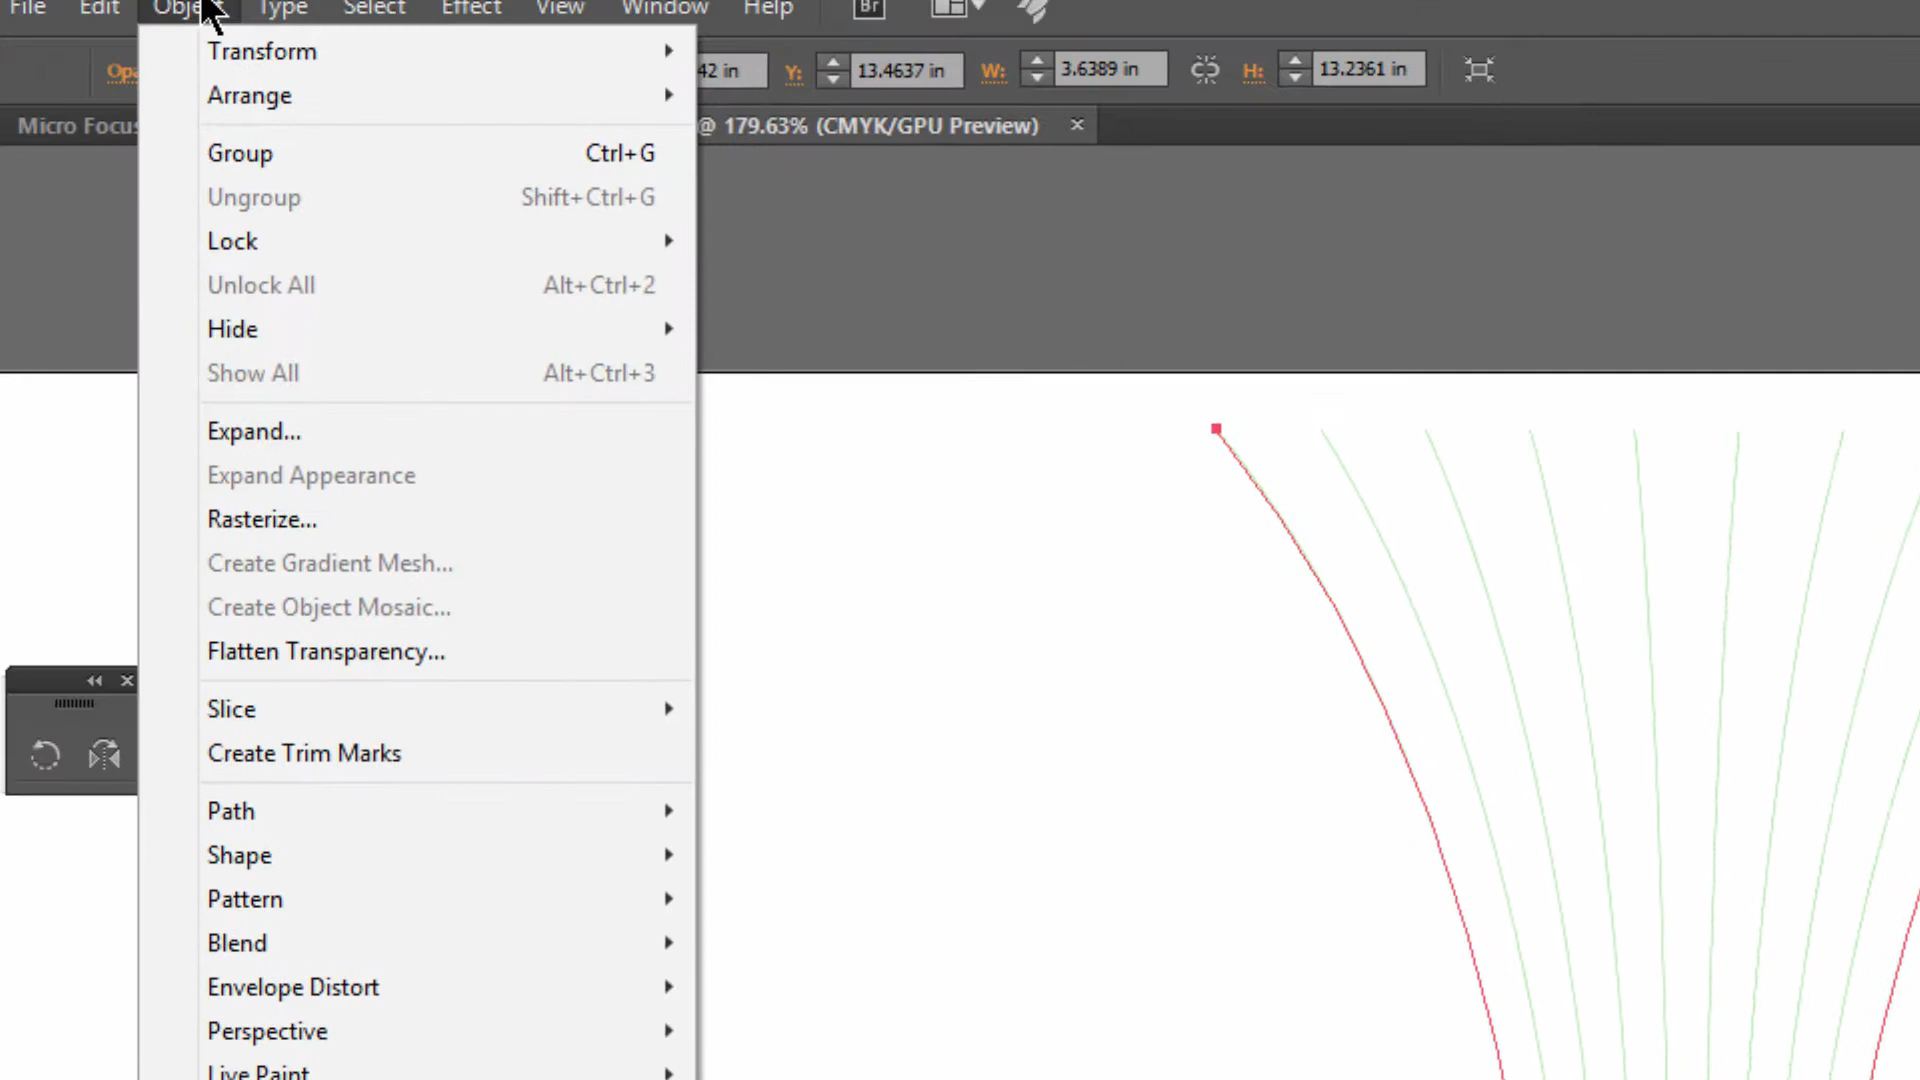 File Edit Object Type Select Effect View Window Help Br
Opa 42 in Y: 13.4637 in W: 3.6389 in H: 13.2361 in
Micro Focus @ 179.63% (CMYK/GPU Preview) ×
Transform
Arrange
Group Ctrl+G
Ungroup Shift+Ctrl+G
Lock
Unlock All Alt+Ctrl+2
Hide
Show All Alt+Ctrl+3
Expand...
Expand Appearance
Rasterize...
Create Gradient Mesh...
Create Object Mosaic...
Flatten Transparency...
Slice
Create Trim Marks
Path
Shape
Pattern
Blend
Envelope Distort
Perspective
Live Paint